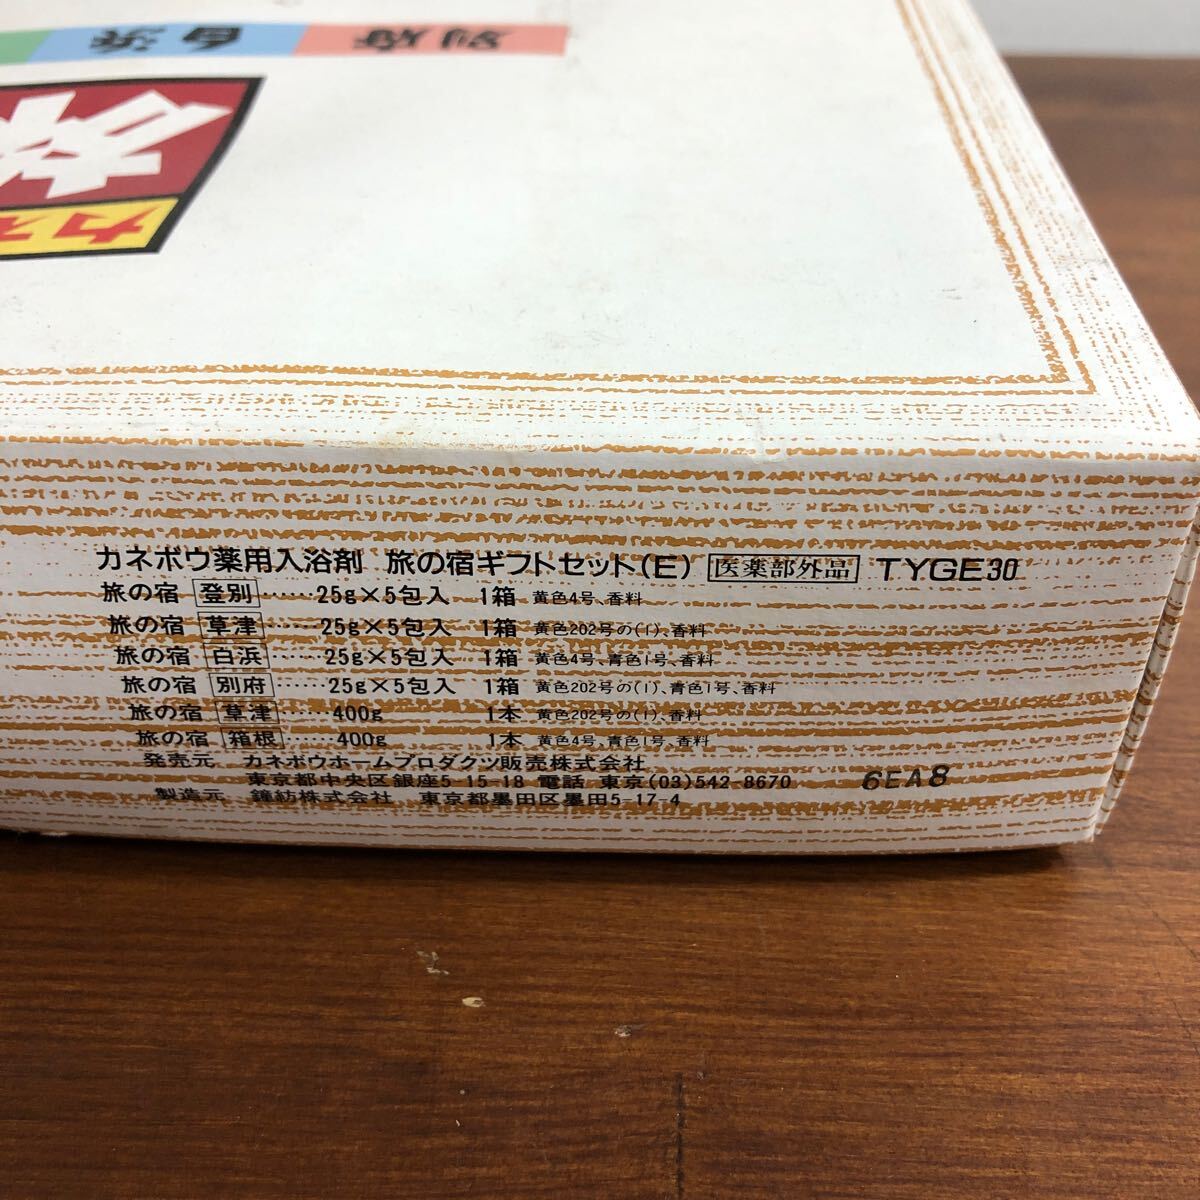 別府
白浜
旅
カネ
カネボウ薬用入浴剤 旅の宿ギフトセット(E) 医薬部外品 TYGE30
旅の宿 登別……25g×5包入 1箱 黄色4号、香料
旅の宿 草津……25g×5包入 1箱 黄色202号の(1)、香料
旅の宿 白浜……25g×5包入 1箱 黄色4号、青色1号、香料
旅の宿 別府……25g×5包入 1箱 黄色202号の(1)、青色1号、香料
旅の宿 草津……400g 1本 黄色202号の(1)、香料
旅の宿 箱根……400g 1本 黄色4号、青色1号、香料
発売元 カネボウホームプロダクツ販売株式会社
東京都中央区銀座5-15-18 電話 東京(03)542-8670
製造元 鐘紡株式会社 東京都墨田区墨田5-17-4
6EA8